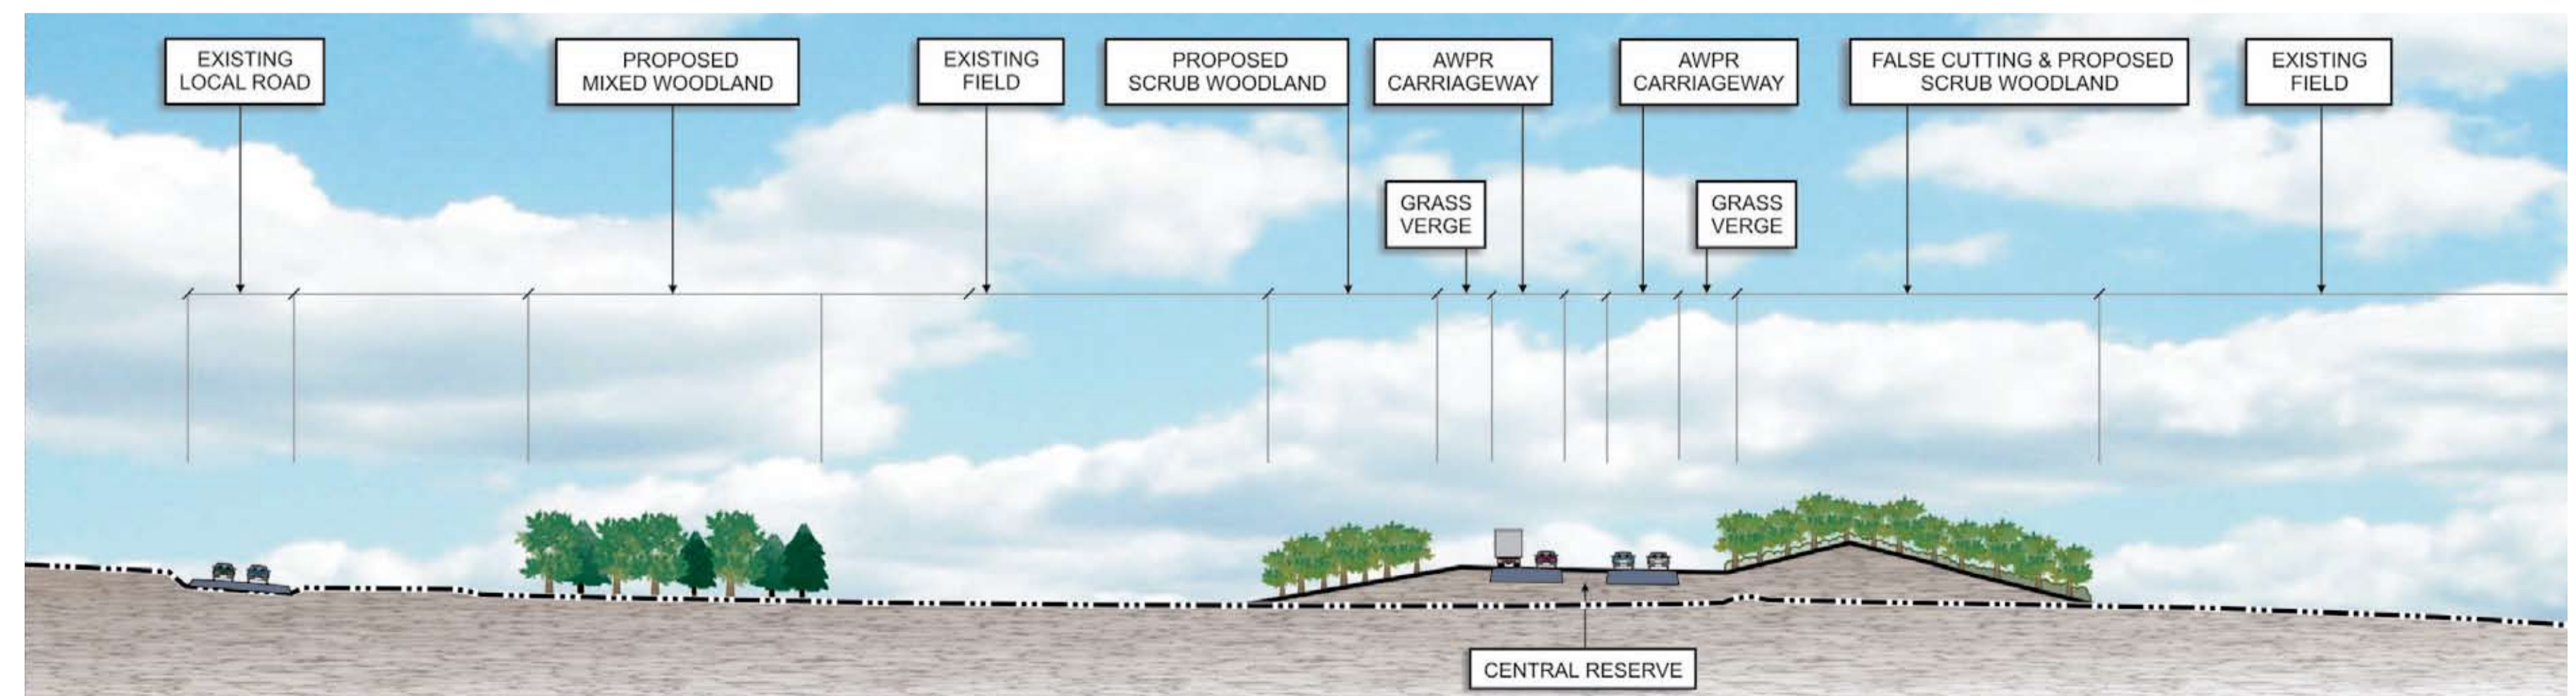 EXISTING
LOCAL ROAD
PROPOSED
MIXED WOODLAND
EXISTING
FIELD
PROPOSED
SCRUB WOODLAND
AWPR
CARRIAGEWAY
AWPR
CARRIAGEWAY
FALSE CUTTING & PROPOSED
SCRUB WOODLAND
EXISTING
FIELD
GRASS
VERGE
GRASS
VERGE
CENTRAL RESERVE